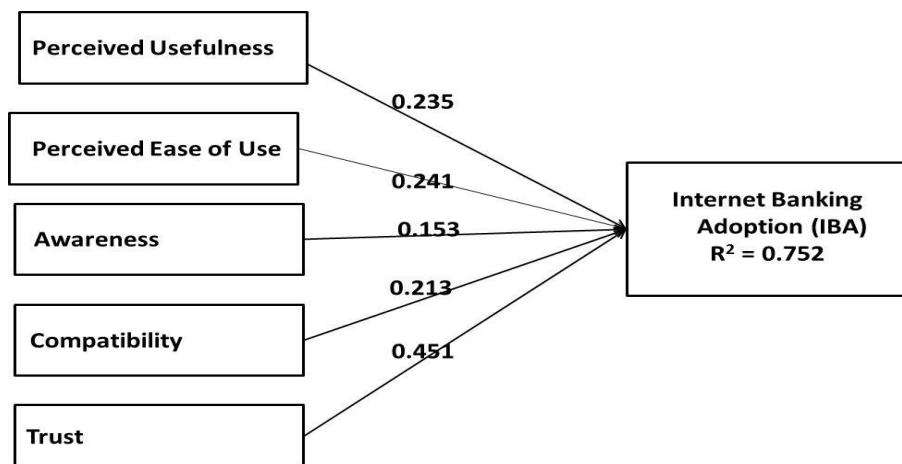 Perceived Usefulness
0.235
Perceived Ease of Use
0.241
Awareness
0.153
Compatibility
0.213
Trust
0.451
Internet Banking
Adoption (IBA)
R² = 0.752